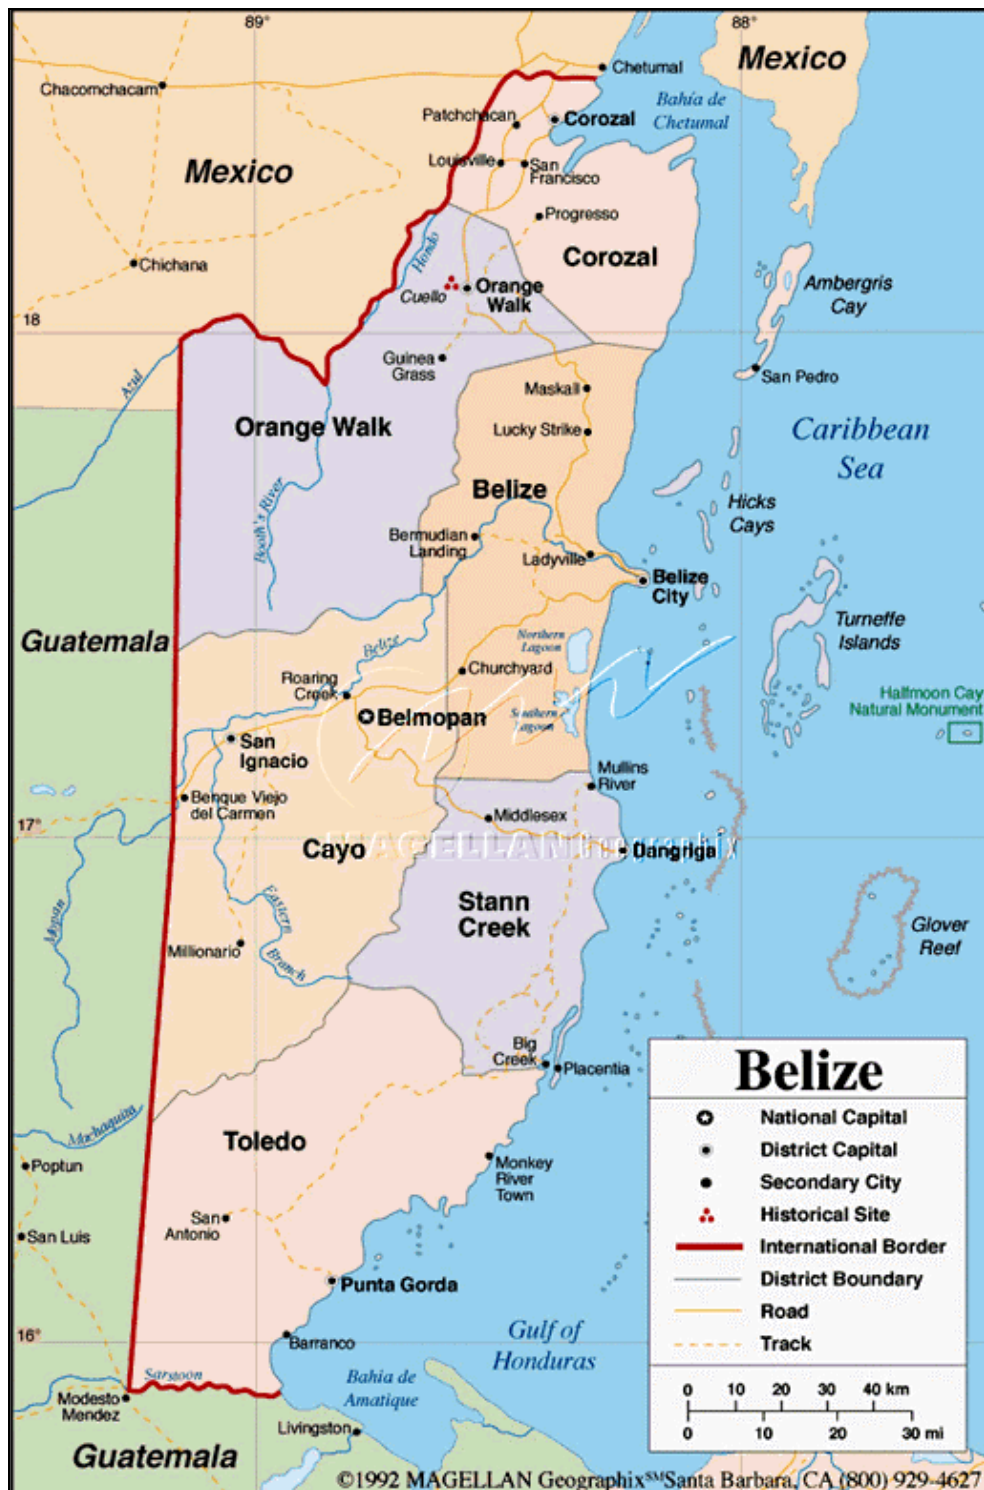 89°
88°
Mexico
Chetumal
Chacomchacam
Bahía de
Chetumal
Patchchacan
Corozal
Mexico
Louisville
San
Francisco
Progresso
Corozal
Chichana
Hondo
Cuello
Orange
Walk
Ambergris
Cay
18
Guinea
Grass
San Pedro
Azul
Maskall
Orange Walk
Lucky Strike
Caribbean
Sea
Belize
Hicks
Cays
Booth's River
Bermudian
Landing
Ladyville
Belize
City
Guatemala
Turneffe
Islands
Belize
Northern
Lagoon
Roaring
Creek
Churchyard
Halfmoon Cay
Natural Monument
Belmopan
Southern
Lagoon
San
Ignacio
Mullins
River
Benque Viejo
del Carmen
Middlesex
17°
MAGELLAN Geographix
Cayo
Dangriga
Mopan
Eastern
Branch
Stann
Creek
Glover
Reef
Millionario
Big
Creek
Placentia
Machaquila
Toledo
Poptun
Monkey
River
Town
San
Antonio
San Luis
Punta Gorda
16°
Barranco
Gulf of
Honduras
Sarstoon
Modesto
Mendez
Bahía de
Amatique
Livingston
Guatemala
Belize
National Capital
District Capital
Secondary City
Historical Site
International Border
District Boundary
Road
Track
0 10 20 30 40 km
0 10 20 30 mi
©1992 MAGELLAN Geographix℠Santa Barbara, CA (800) 929-4627